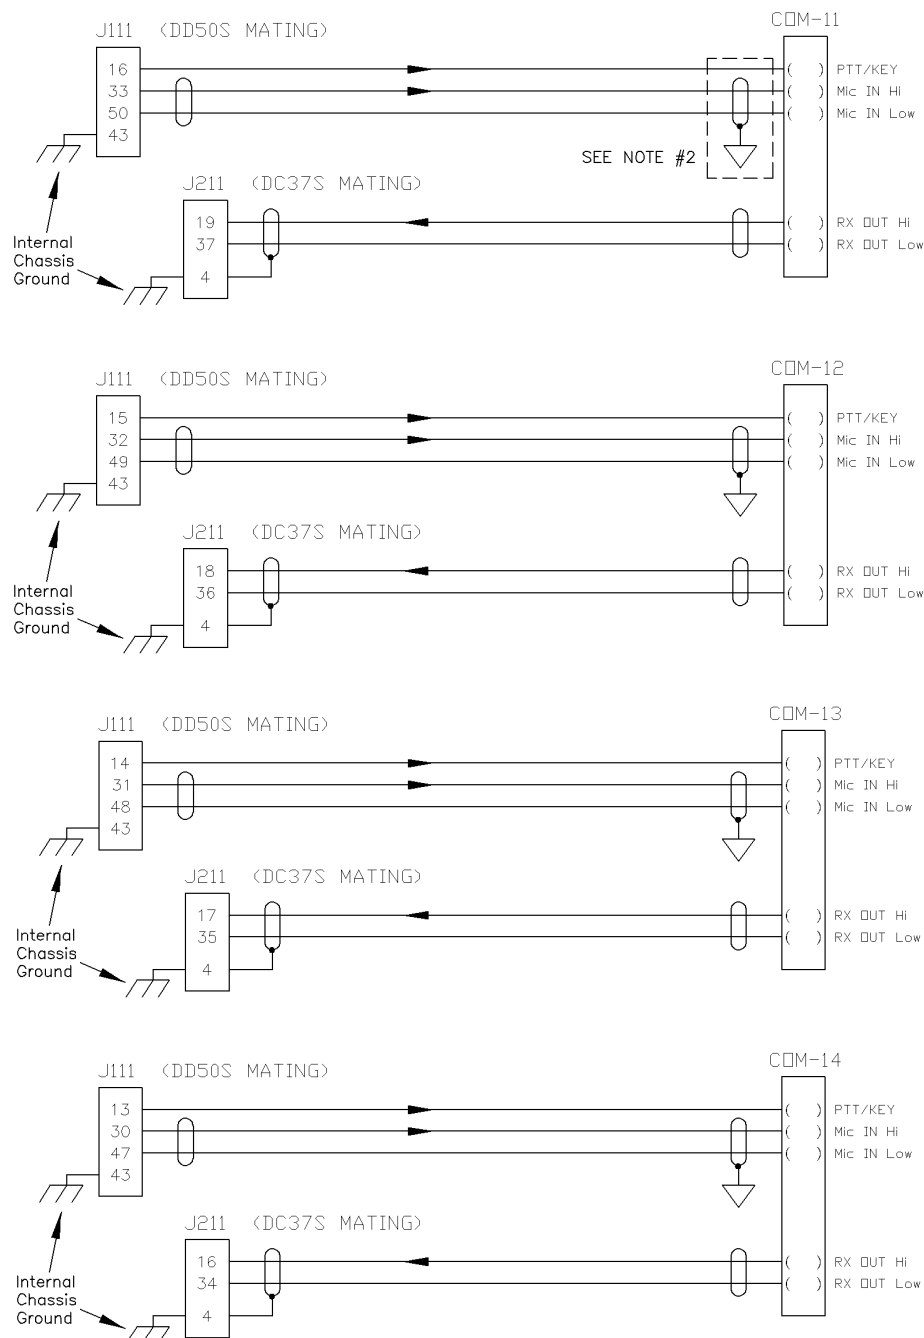 COM-11
J111 (DD50S MATING)
16 PTT/KEY
33 Mic IN Hi
50 Mic IN Low
43
SEE NOTE #2
J211 (DC37S MATING)
19 RX OUT Hi
37 RX OUT Low
4
Internal
Chassis
Ground
COM-12
J111 (DD50S MATING)
15 PTT/KEY
32 Mic IN Hi
49 Mic IN Low
43
J211 (DC37S MATING)
18 RX OUT Hi
36 RX OUT Low
4
Internal
Chassis
Ground
COM-13
J111 (DD50S MATING)
14 PTT/KEY
31 Mic IN Hi
48 Mic IN Low
43
J211 (DC37S MATING)
17 RX OUT Hi
35 RX OUT Low
4
Internal
Chassis
Ground
COM-14
J111 (DD50S MATING)
13 PTT/KEY
30 Mic IN Hi
47 Mic IN Low
43
J211 (DC37S MATING)
16 RX OUT Hi
34 RX OUT Low
4
Internal
Chassis
Ground